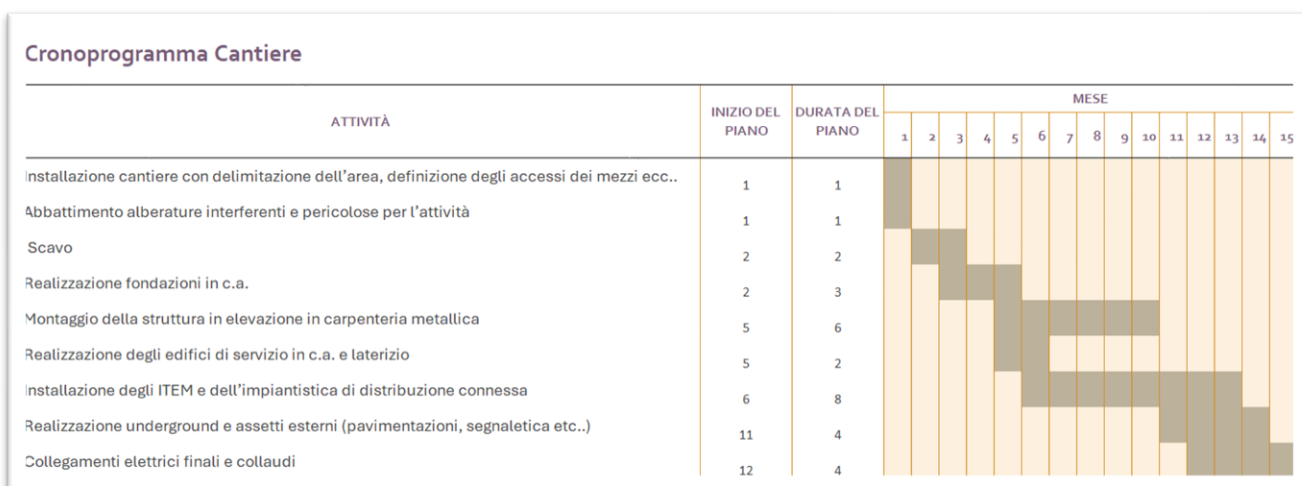 Cronoprogramma Cantiere
ATTIVITÀ INIZIO DEL PIANO DURATA DEL PIANO MESE
1 2 3 4 5 6 7 8 9 10 11 12 13 14 15
Installazione cantiere con delimitazione dell'area, definizione degli accessi dei mezzi ecc.. 1 1
Abbattimento alberature interferenti e pericolose per l'attività 1 1
Scavo 2 2
Realizzazione fondazioni in c.a. 2 3
Montaggio della struttura in elevazione in carpenteria metallica 5 6
Realizzazione degli edifici di servizio in c.a. e laterizio 5 2
Installazione degli ITEM e dell'impiantistica di distribuzione connessa 6 8
Realizzazione underground e assetti esterni (pavimentazioni, segnaletica etc..) 11 4
Collegamenti elettrici finali e collaudi 12 4